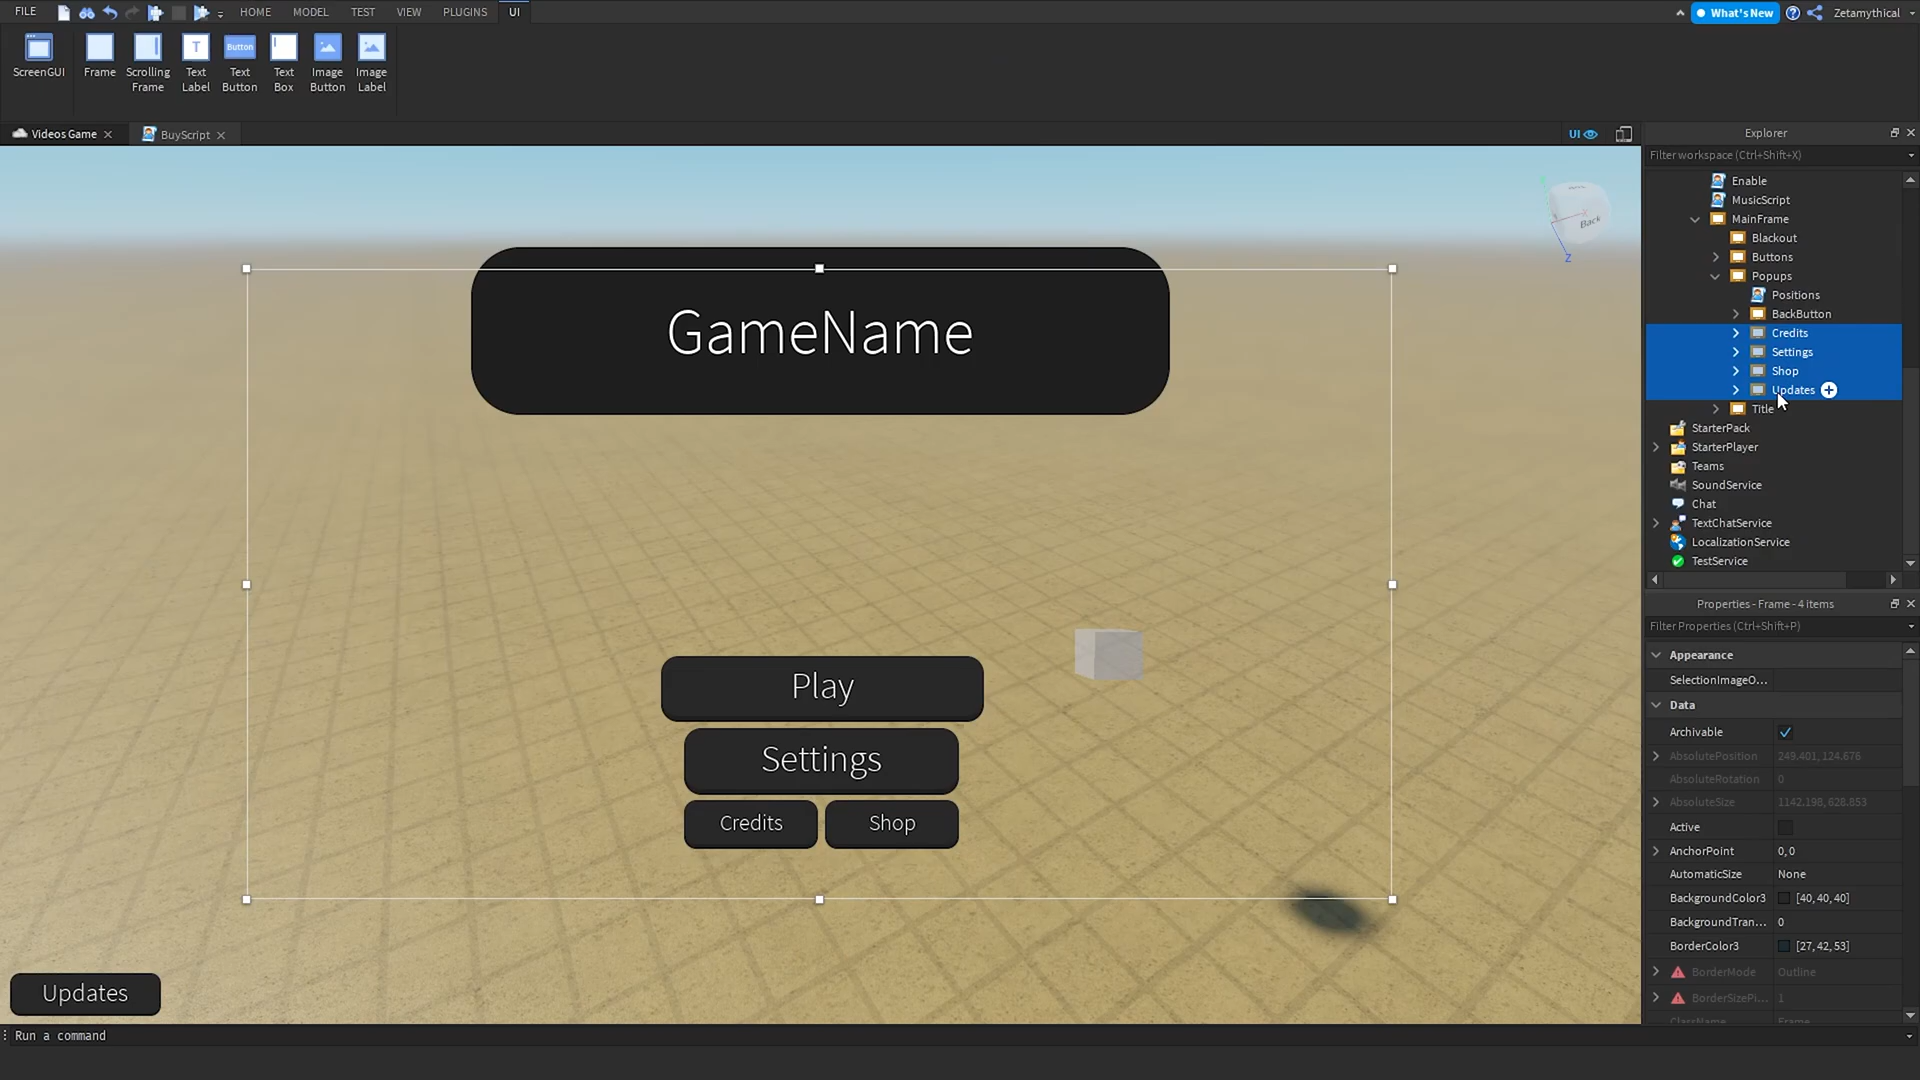 FILE
HOME
MODEL
TEST
VIEW
PLUGINS
UI
What's New
Zetamythical
ScreenGUI
Frame
Scrolling
Frame
T
Text
Label
Button
Text
Button
Text
Box
Image
Button
Image
Label
Videos Game
BuyScript
UI
Explorer
Filter workspace (Ctrl+Shift+X)
Enable
MusicScript
MainFrame
Blackout
Buttons
Popups
Positions
BackButton
Credits
Settings
Shop
Updates
Title
StarterPack
StarterPlayer
Teams
SoundService
Chat
TextChatService
LocalizationService
TestService
Back
Z
GameName
Play
Settings
Credits
Shop
Updates
Properties - Frame - 4 items
Filter Properties (Ctrl+Shift+P)
Appearance
SelectionImageO...
Data
Archivable
AbsolutePosition 249.401, 124.676
AbsoluteRotation 0
AbsoluteSize 1142.198, 628.853
Active
AnchorPoint 0, 0
AutomaticSize None
BackgroundColor3 [40, 40, 40]
BackgroundTran... 0
BorderColor3 [27, 42, 53]
BorderMode Outline
BorderSizePi... 1
ClassName Frame
Run a command